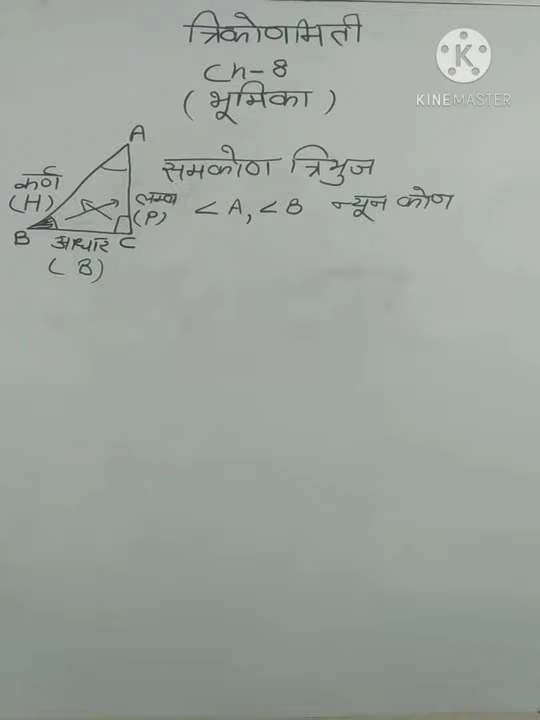 त्रिकोणमिती
Ch-8
(भूमिका)
K
KINEMASTER
A
समकोण त्रिभुज
कर्ण
(H)
लम्ब
(P)
∠A, ∠B न्यून कोण
B आधार C
(B)